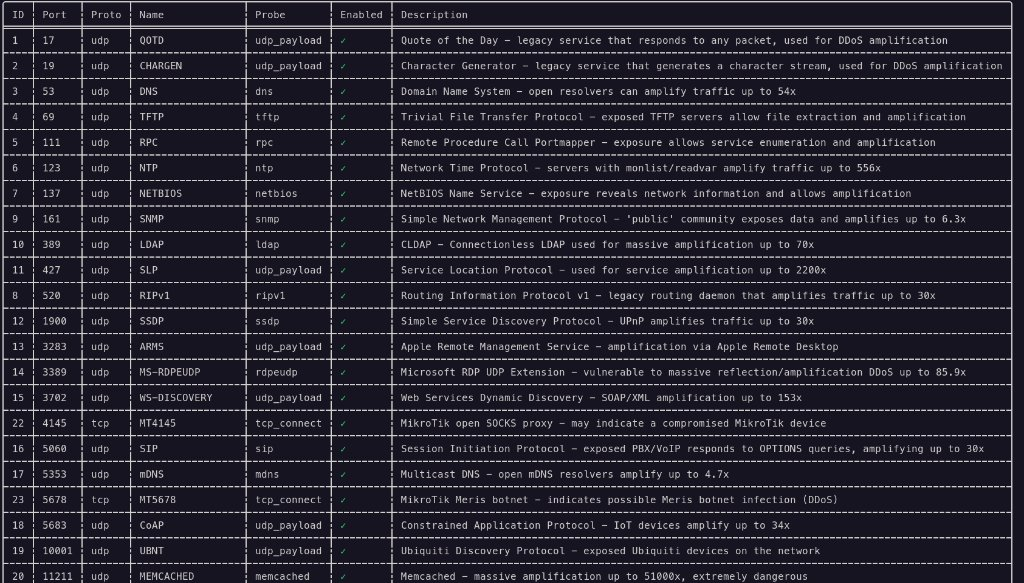 ID Port Proto Name Probe Enabled Description
1 17 udp QOTD udp_payload ✓ Quote of the Day – legacy service that responds to any packet, used for DDoS amplification
2 19 udp CHARGEN udp_payload ✓ Character Generator – legacy service that generates a character stream, used for DDoS amplification
3 53 udp DNS dns ✓ Domain Name System – open resolvers can amplify traffic up to 54x
4 69 udp TFTP tftp ✓ Trivial File Transfer Protocol – exposed TFTP servers allow file extraction and amplification
5 111 udp RPC rpc ✓ Remote Procedure Call Portmapper – exposure allows service enumeration and amplification
6 123 udp NTP ntp ✓ Network Time Protocol – servers with monlist/readvar amplify traffic up to 556x
7 137 udp NETBIOS netbios ✓ NetBIOS Name Service – exposure reveals network information and allows amplification
9 161 udp SNMP snmp ✓ Simple Network Management Protocol – 'public' community exposes data and amplifies up to 6.3x
10 389 udp LDAP ldap ✓ CLDAP – Connectionless LDAP used for massive amplification up to 70x
11 427 udp SLP udp_payload ✓ Service Location Protocol – used for service amplification up to 2200x
8 520 udp RIPv1 ripv1 ✓ Routing Information Protocol v1 – legacy routing daemon that amplifies traffic up to 30x
12 1900 udp SSDP ssdp ✓ Simple Service Discovery Protocol – UPnP amplifies traffic up to 30x
13 3283 udp ARMS udp_payload ✓ Apple Remote Management Service – amplification via Apple Remote Desktop
14 3389 udp MS-RDPEUDP rdpeudp ✓ Microsoft RDP UDP Extension – vulnerable to massive reflection/amplification DDoS up to 85.9x
15 3702 udp WS-DISCOVERY udp_payload ✓ Web Services Dynamic Discovery – SOAP/XML amplification up to 153x
22 4145 tcp MT4145 tcp_connect ✓ MikroTik open SOCKS proxy – may indicate a compromised MikroTik device
16 5060 udp SIP sip ✓ Session Initiation Protocol – exposed PBX/VoIP responds to OPTIONS queries, amplifying up to 30x
17 5353 udp mDNS mdns ✓ Multicast DNS – open mDNS resolvers amplify up to 4.7x
23 5678 tcp MT5678 tcp_connect ✓ MikroTik Meris botnet – indicates possible Meris botnet infection (DDoS)
18 5683 udp CoAP udp_payload ✓ Constrained Application Protocol – IoT devices amplify up to 34x
19 10001 udp UBNT udp_payload ✓ Ubiquiti Discovery Protocol – exposed Ubiquiti devices on the network
20 11211 udp MEMCACHED memcached ✓ Memcached – massive amplification up to 51000x, extremely dangerous